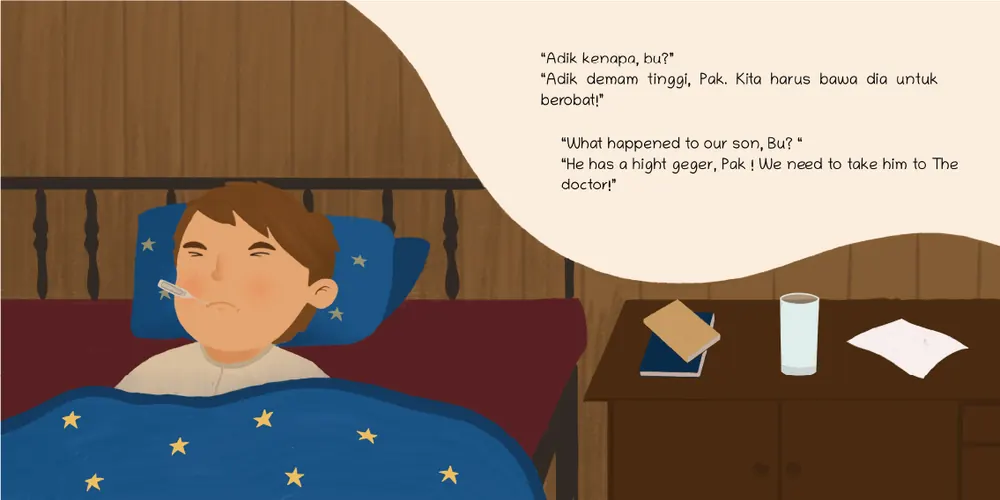 “Adik kenapa, bu?”
“Adik demam tinggi, Pak. Kita harus bawa dia untuk
berobat!”
“What happened to our son, Bu? “
“He has a hight geger, Pak ! We need to take him to The
doctor!”